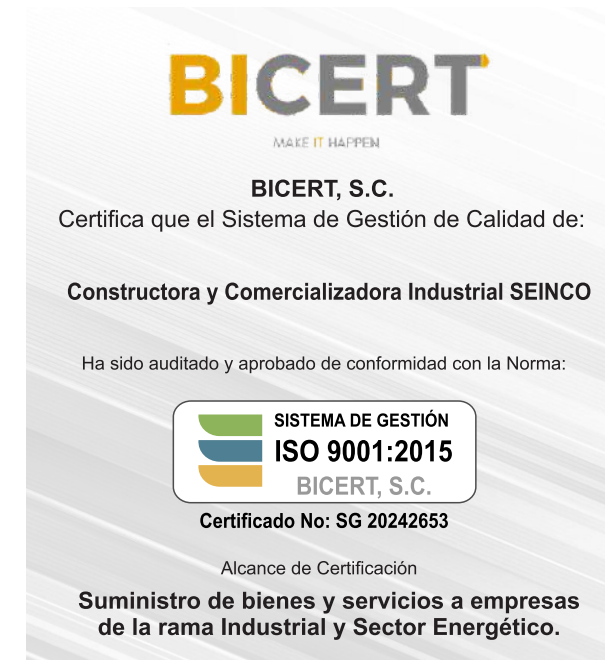 BICERT
MAKE IT HAPPEN
BICERT, S.C.
Certifica que el Sistema de Gestión de Calidad de:
Constructora y Comercializadora Industrial SEINCO
Ha sido auditado y aprobado de conformidad con la Norma:
SISTEMA DE GESTIÓN
ISO 9001:2015
BICERT, S.C.
Certificado No: SG 20242653
Alcance de Certificación
Suministro de bienes y servicios a empresas
de la rama Industrial y Sector Energético.